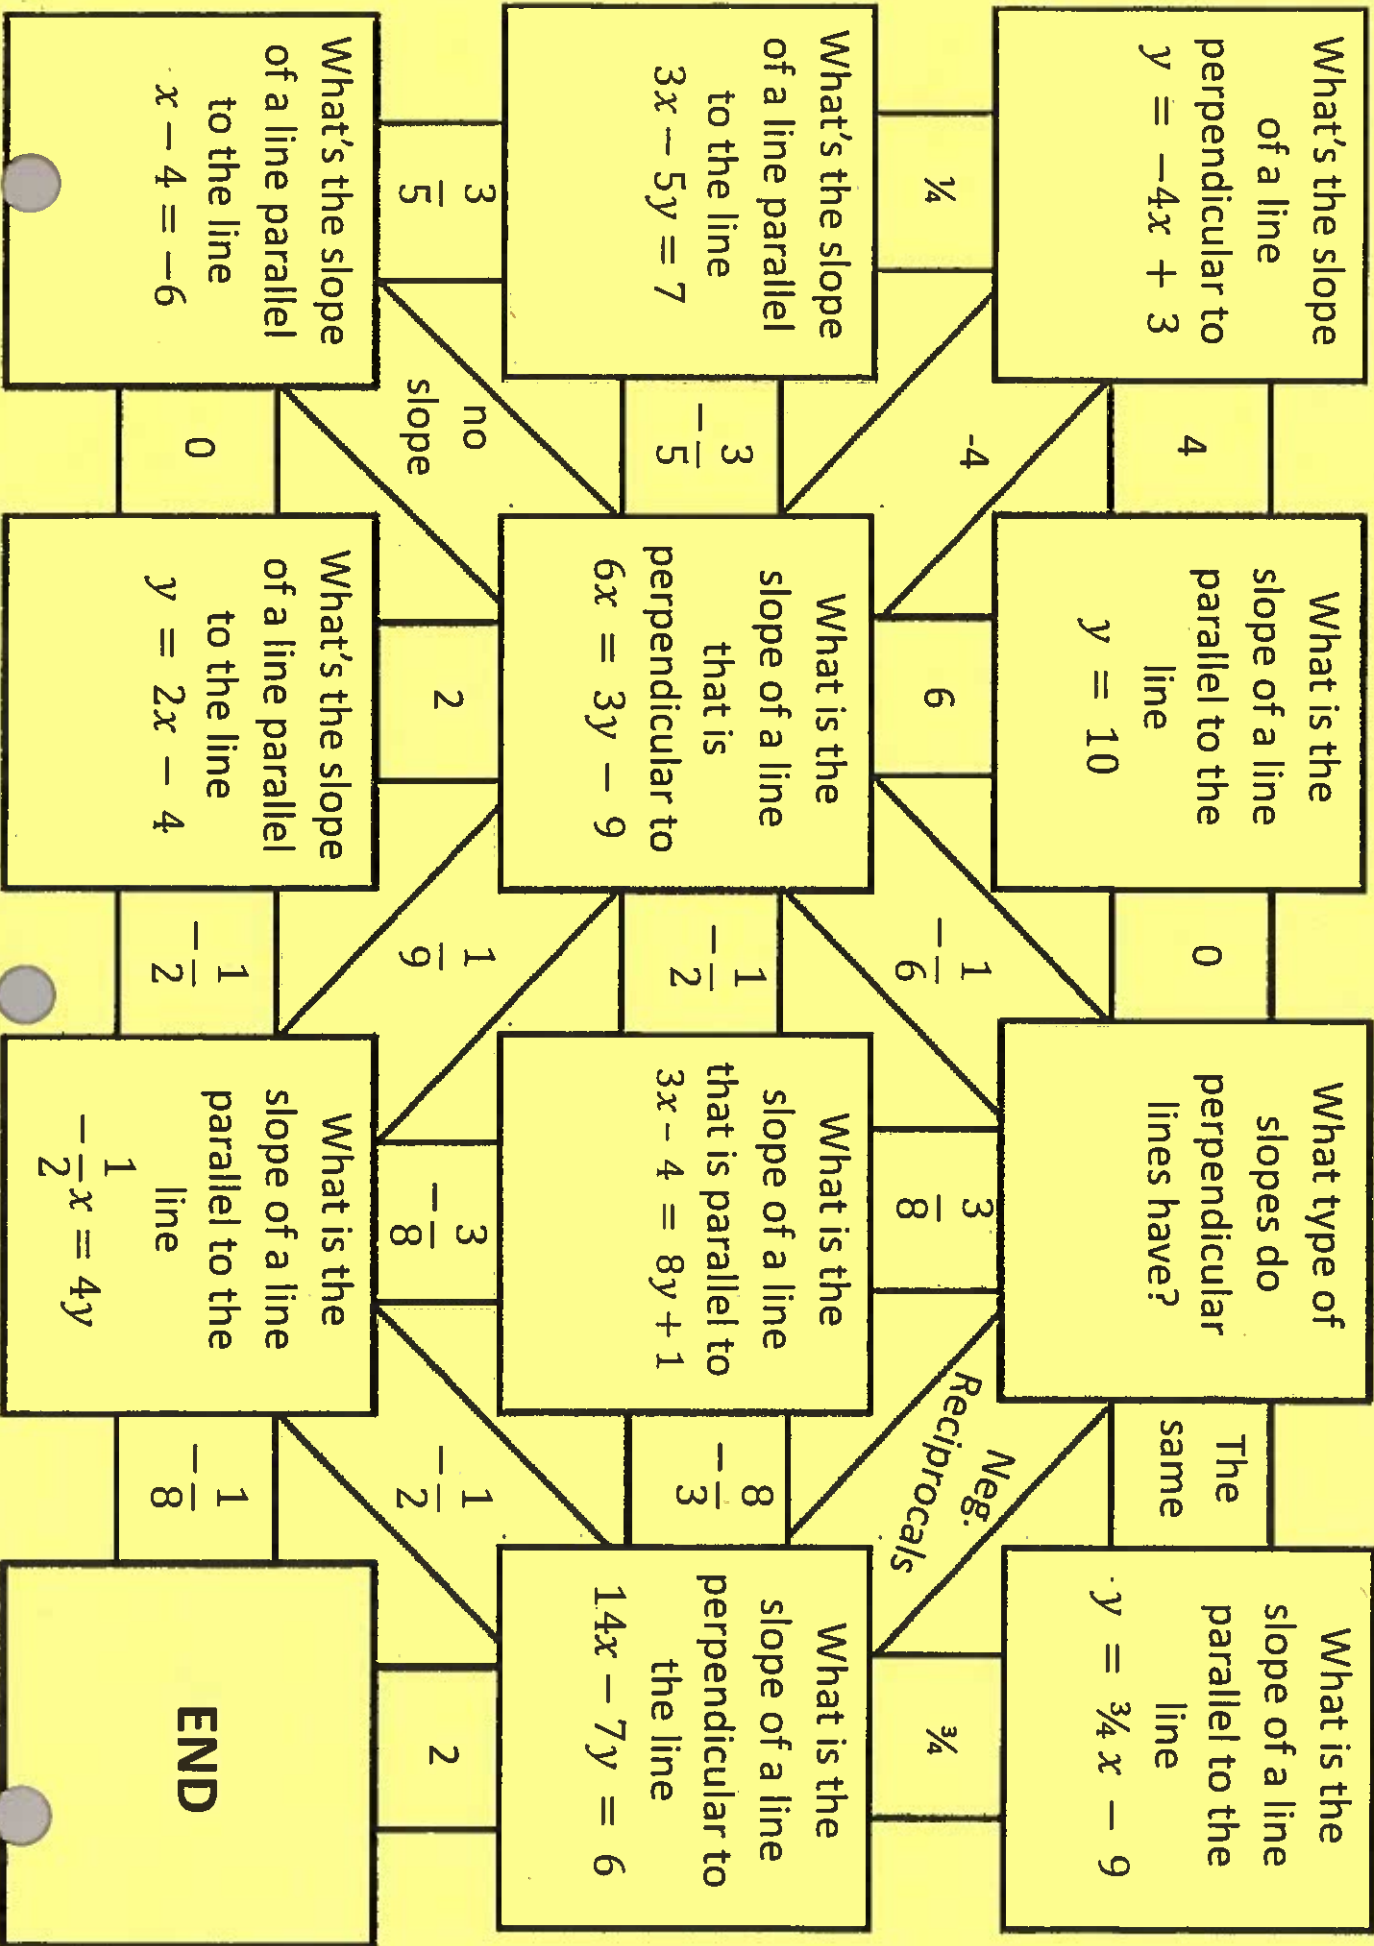 What's the slope
of a line
perpendicular to
y = −4x + 3
4
What is the
slope of a line
parallel to the
line
y = 10
0
What type of
slopes do
perpendicular
lines have?
The
same
What is the
slope of a line
parallel to the
line
y = ¾ x − 9
¼
-4
6
−1/6
3/8
Neg.
Reciprocals
¾
What's the slope
of a line parallel
to the line
3x − 5y = 7
−3/5
What is the
slope of a line
that is
perpendicular to
6x = 3y − 9
−1/2
What is the
slope of a line
that is parallel to
3x - 4 = 8y + 1
−8/3
What is the
slope of a line
perpendicular to
the line
14x − 7y = 6
3/5
no
slope
2
1/9
−3/8
−1/2
2
What's the slope
of a line parallel
to the line
x − 4 = −6
0
What's the slope
of a line parallel
to the line
y = 2x − 4
−1/2
What is the
slope of a line
parallel to the
line
−1/2x = 4y
−1/8
END